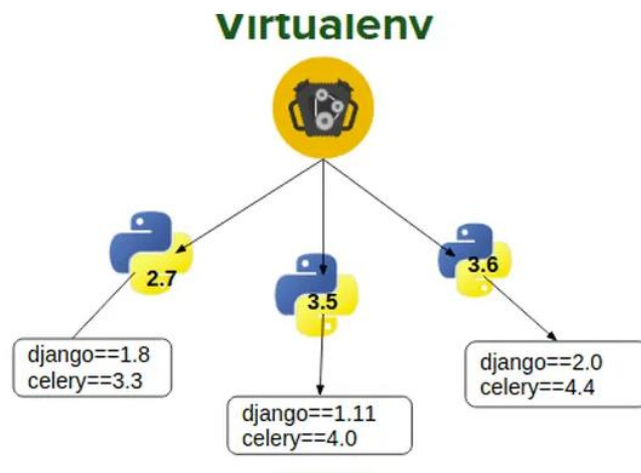 Virtualenv
2.7
3.5
3.6
django==1.8
celery==3.3
django==1.11
celery==4.0
django==2.0
celery==4.4